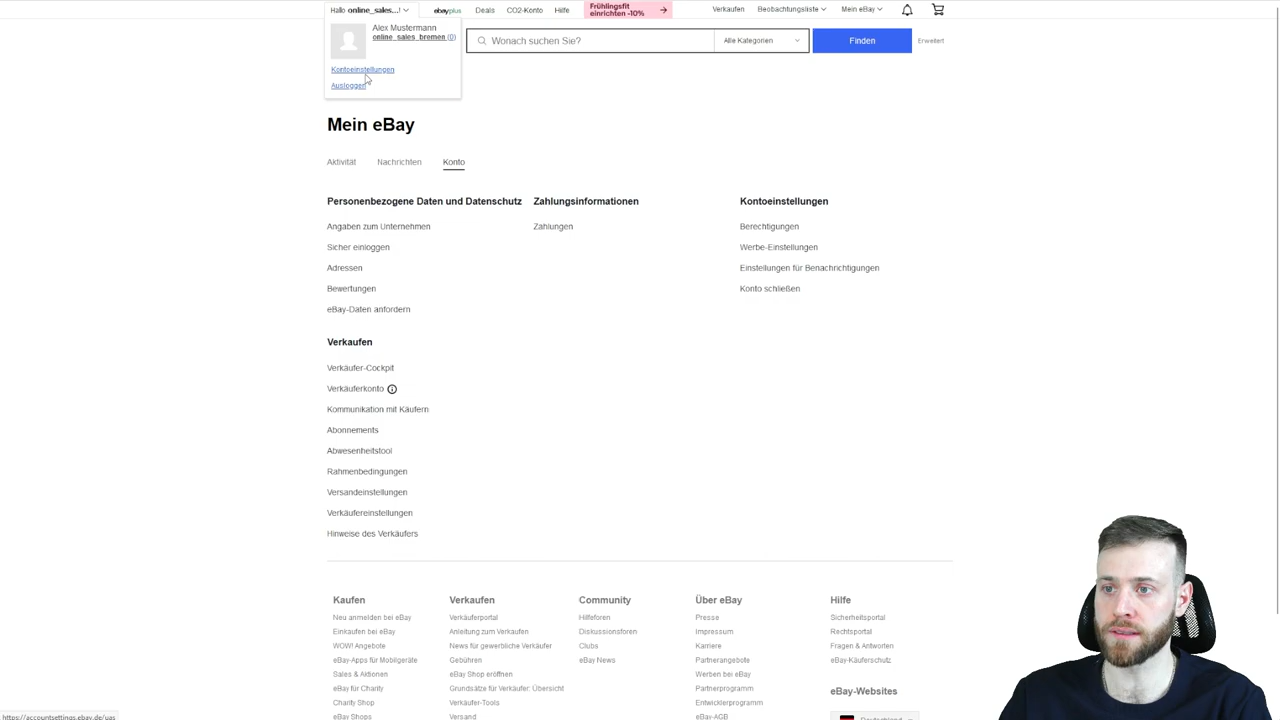 Hallo online_sales...!
ebayplus
Deals
CO2-Konto
Hilfe
Frühlingsfit
einrichten -10%
Verkaufen
Beobachtungsliste
Mein eBay
Alex Mustermann
online_sales_bremen (0)
Kontoeinstellungen
Ausloggen
Wonach suchen Sie?
Alle Kategorien
Finden
Erweitert
Mein eBay
Aktivität
Nachrichten
Konto
Personenbezogene Daten und Datenschutz
Angaben zum Unternehmen
Sicher einloggen
Adressen
Bewertungen
eBay-Daten anfordern
Zahlungsinformationen
Zahlungen
Kontoeinstellungen
Berechtigungen
Werbe-Einstellungen
Einstellungen für Benachrichtigungen
Konto schließen
Verkaufen
Verkäufer-Cockpit
Verkäuferkonto
Kommunikation mit Käufern
Abonnements
Abwesenheitstool
Rahmenbedingungen
Versandeinstellungen
Verkäufereinstellungen
Hinweise des Verkäufers
Kaufen
Neu anmelden bei eBay
Einkaufen bei eBay
WOW! Angebote
eBay-Apps für Mobilgeräte
Sales & Aktionen
eBay für Charity
Charity Shop
eBay Shops
Verkaufen
Verkäuferportal
Anleitung zum Verkaufen
News für gewerbliche Verkäufer
Gebühren
eBay Shop eröffnen
Grundsätze für Verkäufer: Übersicht
Verkäufer-Tools
Versand
Community
Hilfeforen
Diskussionsforen
Clubs
eBay News
Über eBay
Presse
Impressum
Karriere
Partnerangebote
Werben bei eBay
Partnerprogramm
Entwicklerprogramm
eBay-AGB
Hilfe
Sicherheitsportal
Rechtsportal
Fragen & Antworten
eBay-Käuferschutz
eBay-Websites
Deutschland
https://accountsettings.ebay.de/uas